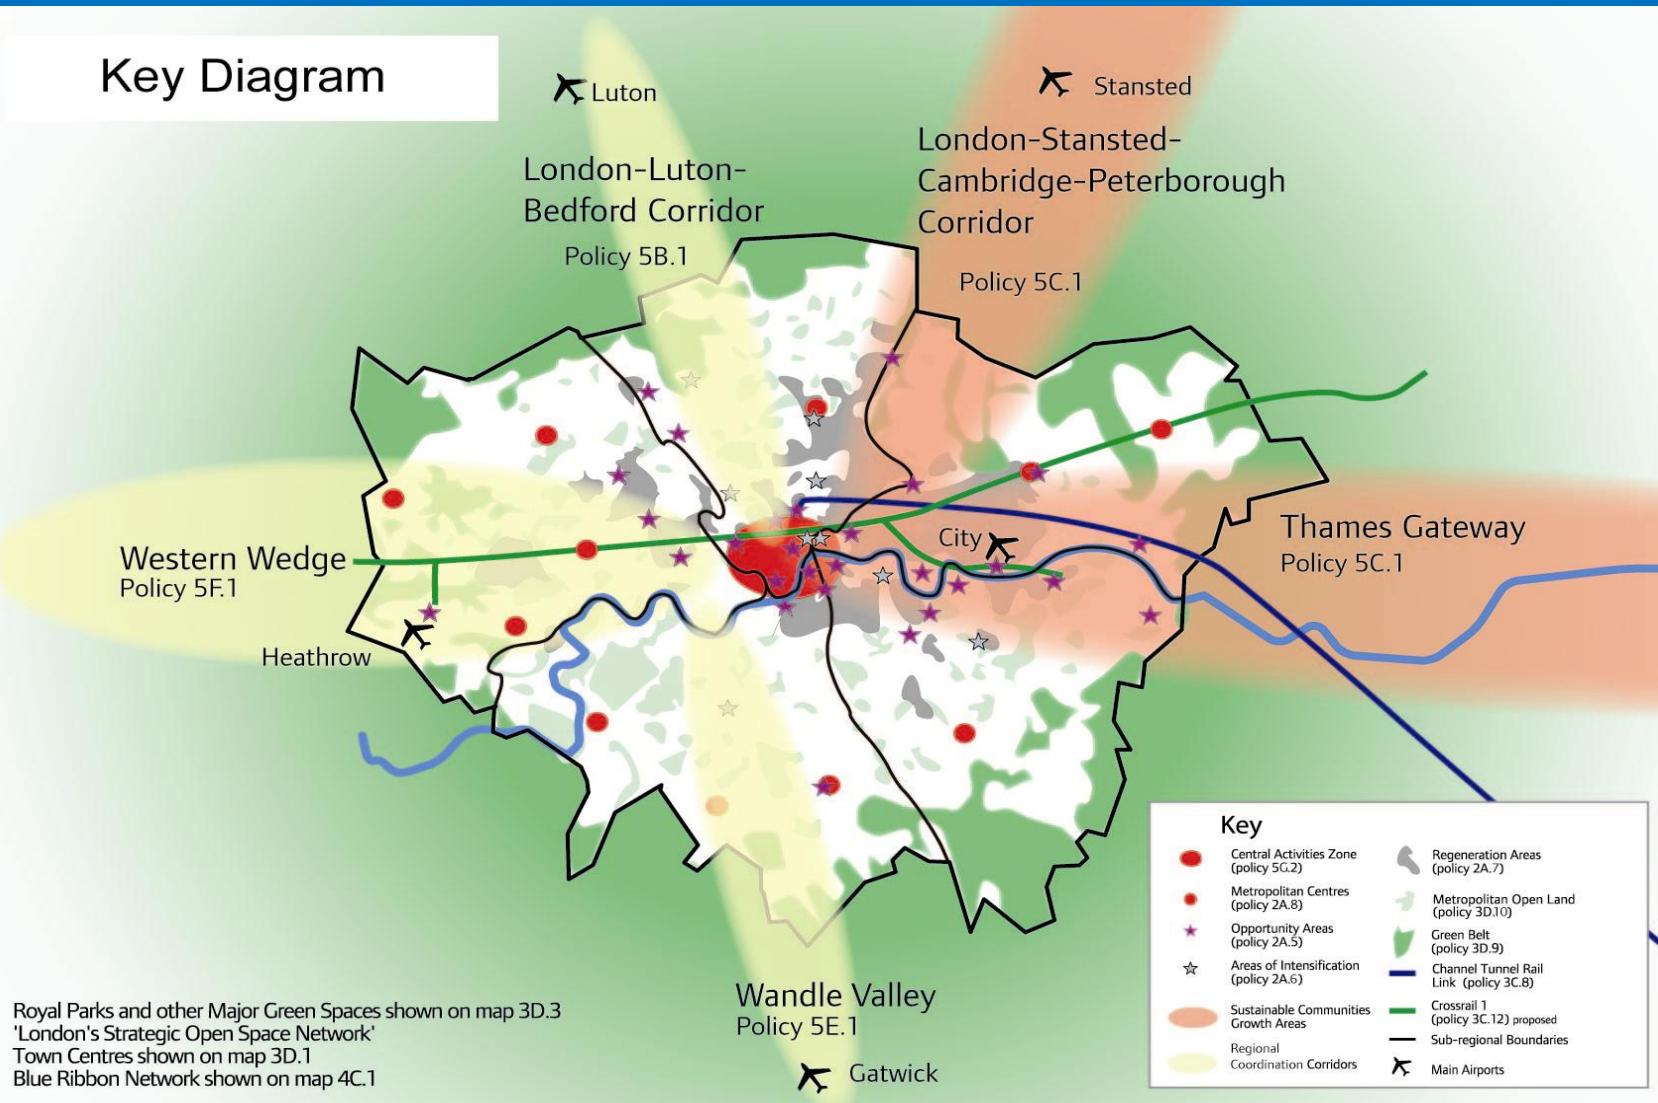 Key Diagram
Luton
Stansted
London-Luton-
Bedford Corridor
Policy 5B.1
London-Stansted-
Cambridge-Peterborough
Corridor
Policy 5C.1
City
Thames Gateway
Policy 5C.1
Western Wedge
Policy 5F.1
Heathrow
Wandle Valley
Policy 5E.1
Gatwick
Royal Parks and other Major Green Spaces shown on map 3D.3
'London's Strategic Open Space Network'
Town Centres shown on map 3D.1
Blue Ribbon Network shown on map 4C.1
Key
Central Activities Zone
(policy 5G.2)
Metropolitan Centres
(policy 2A.8)
Opportunity Areas
(policy 2A.5)
Areas of Intensification
(policy 2A.6)
Sustainable Communities
Growth Areas
Regional
Coordination Corridors
Regeneration Areas
(policy 2A.7)
Metropolitan Open Land
(policy 3D.10)
Green Belt
(policy 3D.9)
Channel Tunnel Rail
Link (policy 3C.8)
Crossrail 1
(policy 3C.12) proposed
Sub-regional Boundaries
Main Airports